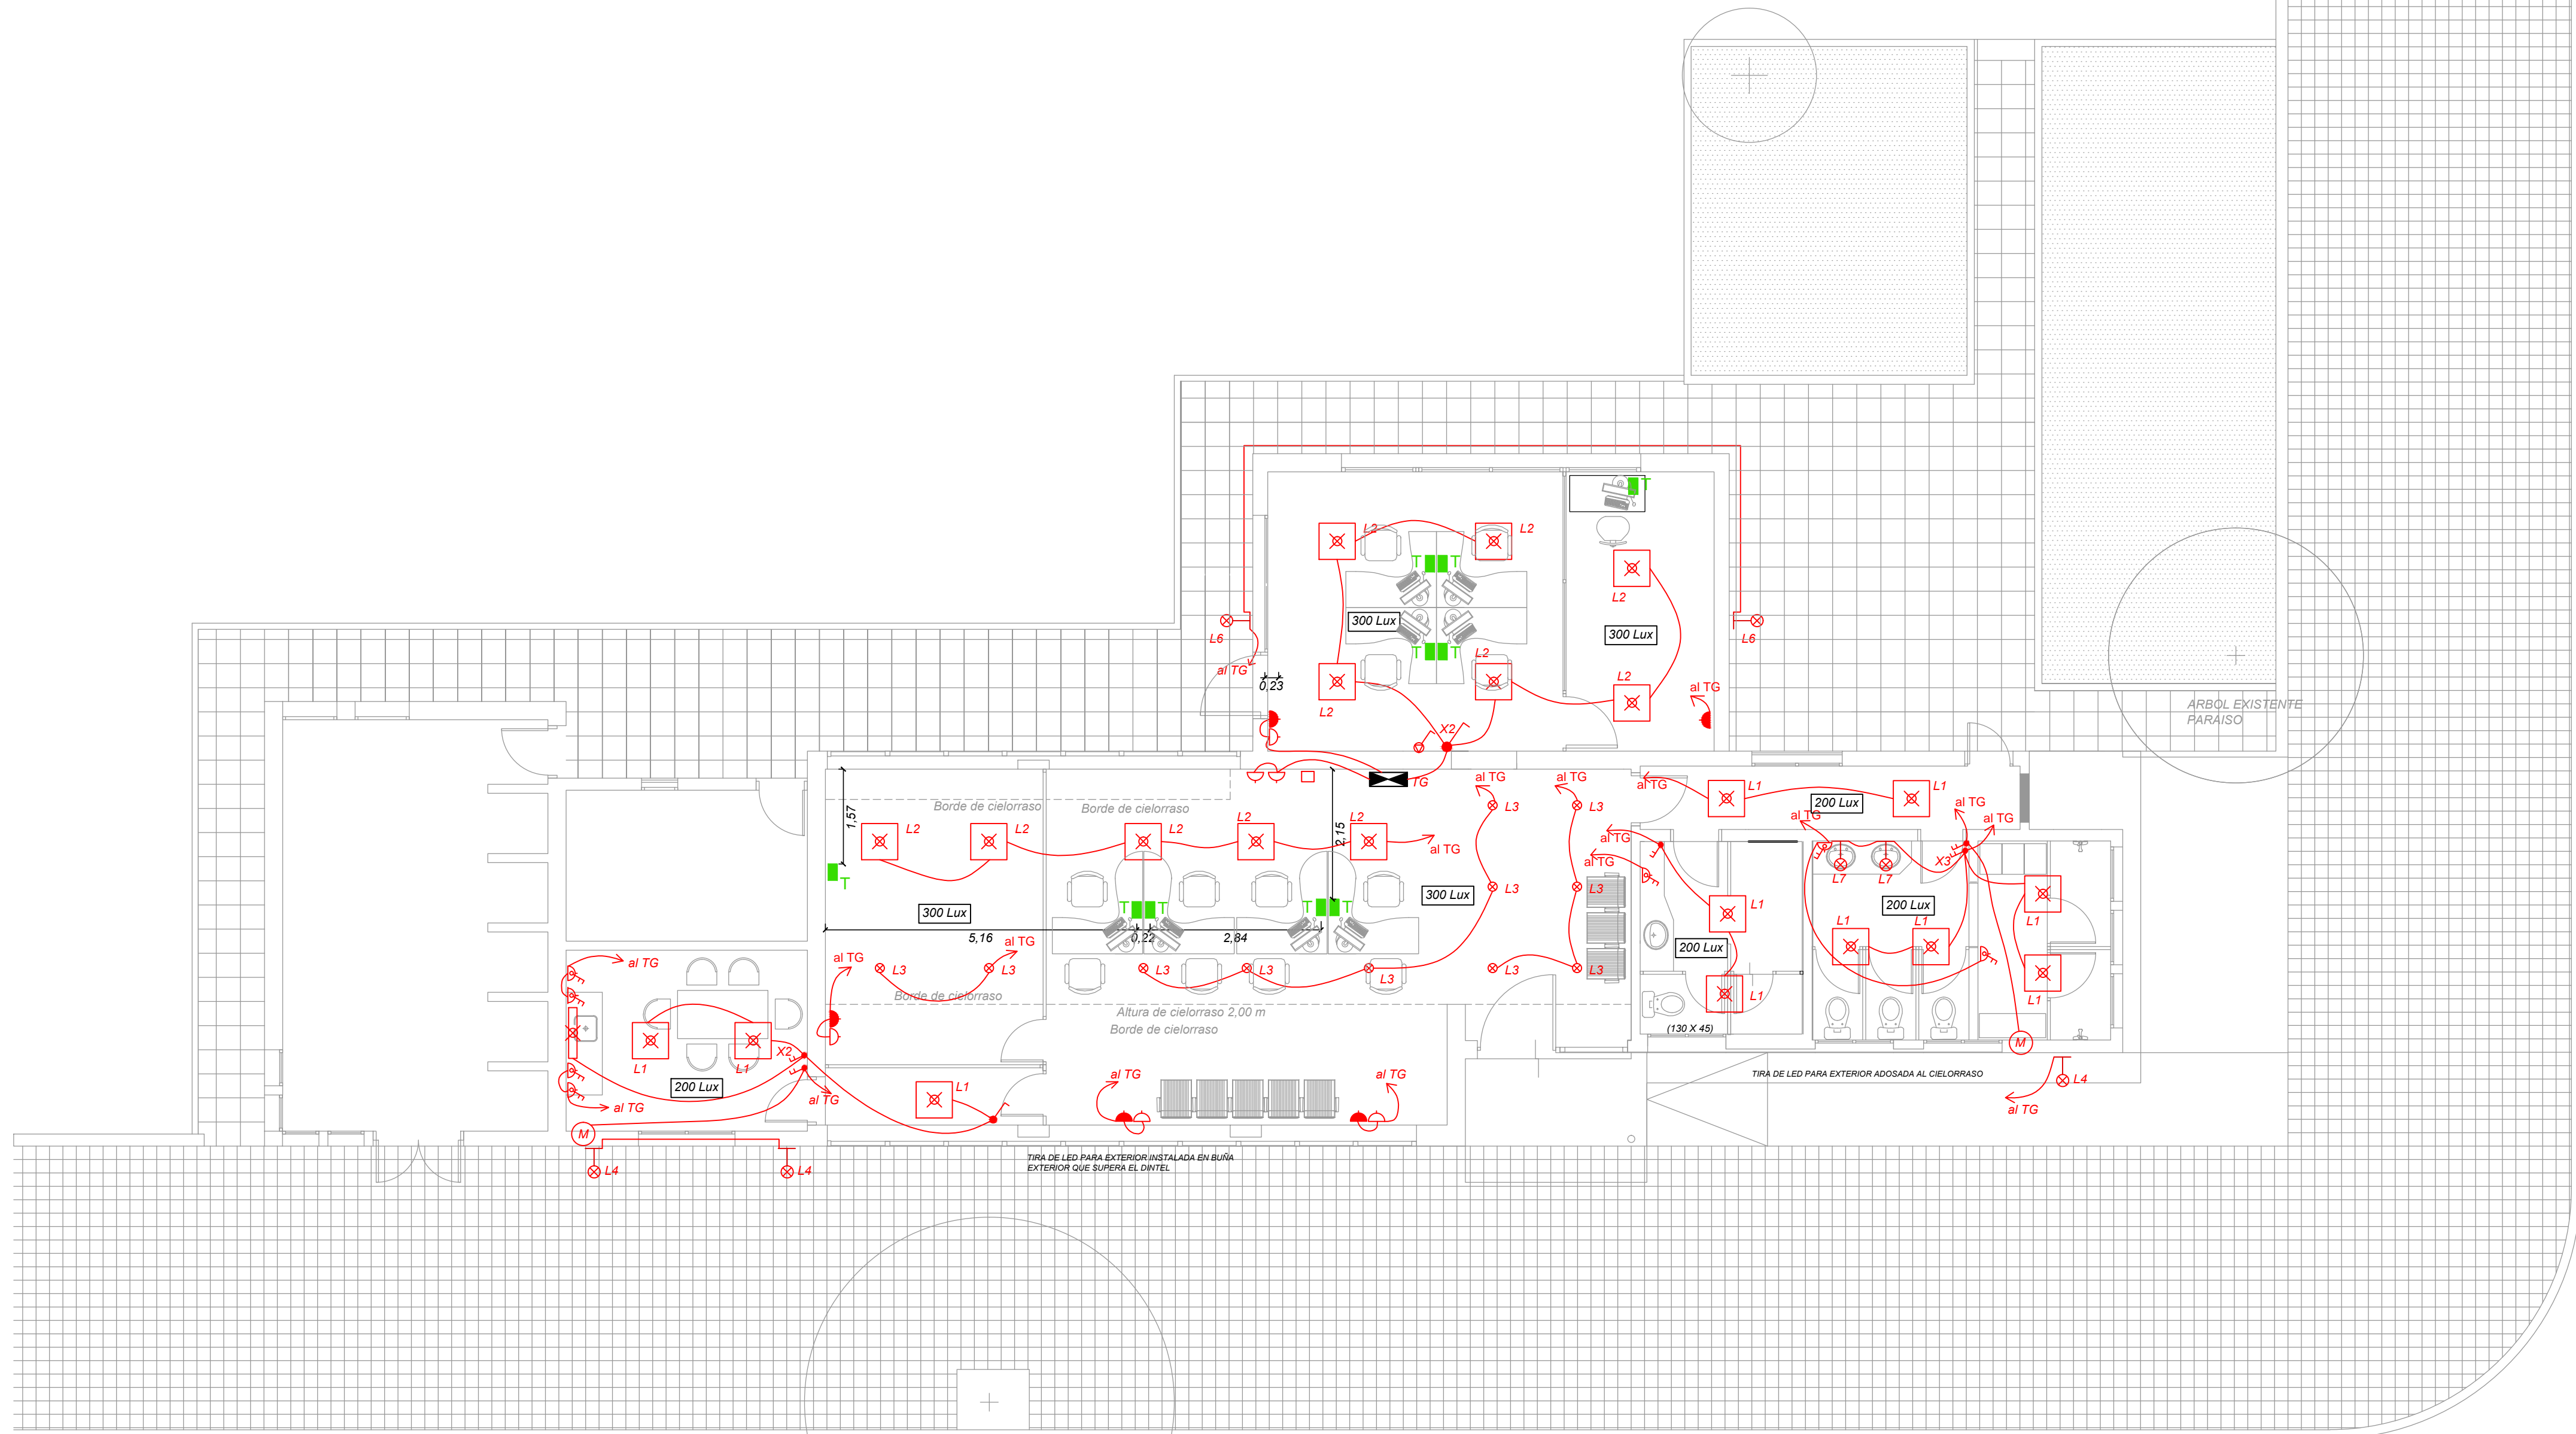 T
L2
L2
T
T
L2
300 Lux
300 Lux
L6
L6
T
T
L2
al TG
L2
0,23
al TG
L2
ARBOL EXISTENTE
PARAISO
X2
TG
al TG
al TG
al TG
L1
L1
Borde de cielorraso
Borde de cielorraso
L3
L3
200 Lux
al TG
al TG
1,57
L2
L2
L2
L2
L2
2,15
al TG
al TG
al TG
al TG
X3
T
L3
L3
L7
L7
300 Lux
T
T
T
T
300 Lux
L1
200 Lux
L1
L1
L1
5,16
0,22
2,84
al TG
200 Lux
al TG
al TG
L3
L3
L3
L3
L3
L3
L3
L1
Borde de cielorraso
L1
Altura de cielorraso 2,00 m
Borde de cielorraso
(130 X 45)
M
X2
L1
L1
200 Lux
al TG
al TG
al TG
L1
al TG
al TG
TIRA DE LED PARA EXTERIOR ADOSADA AL CIELORRASO
L4
al TG
M
TIRA DE LED PARA EXTERIOR INSTALADA EN BUÑA
EXTERIOR QUE SUPERA EL DINTEL
L4
L4